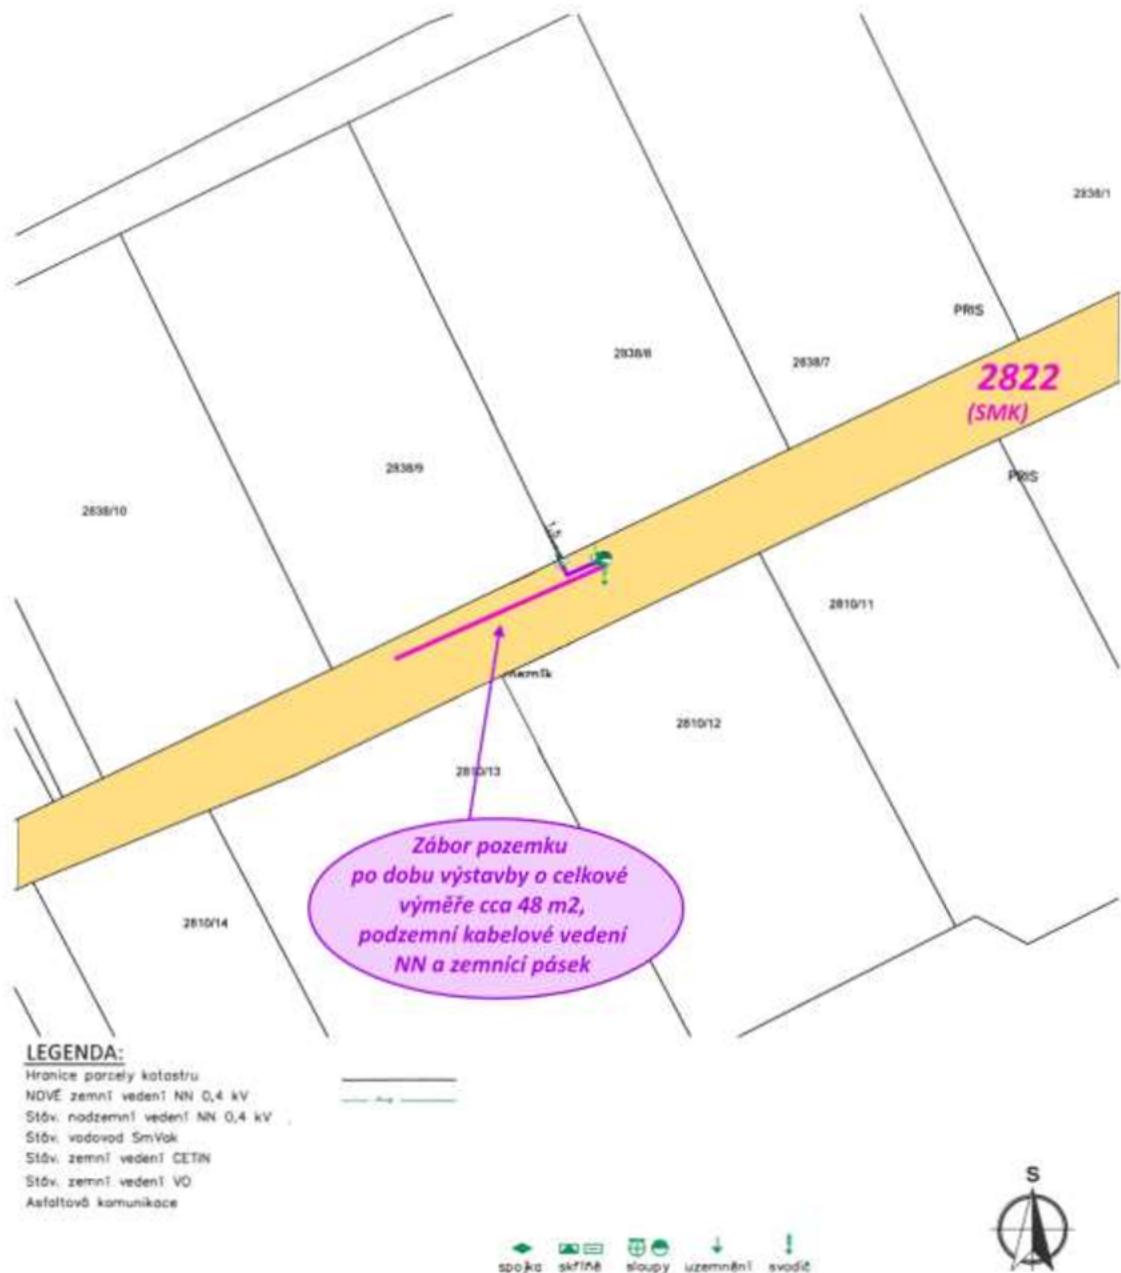 2838/1
PRIS
2838/8
2838/7
2822
(SMK)
2838/9
PRIS
2838/10
2810/11
2810/12
2810/13
Zábor pozemku
po dobu výstavby o celkové
výměře cca 48 m2,
podzemní kabelové vedení
NN a zemnící pásek
2810/14
LEGENDA:
Hranice parcely katastru
NOVÉ zemní vedení NN 0,4 kV
Stáv. nadzemní vedení NN 0,4 kV
Stáv. vodovod SmVak
Stáv. zemní vedení CETIN
Stáv. zemní vedení VO
Asfaltová komunikace
S
spojka skříně sloupy uzemnění svodič